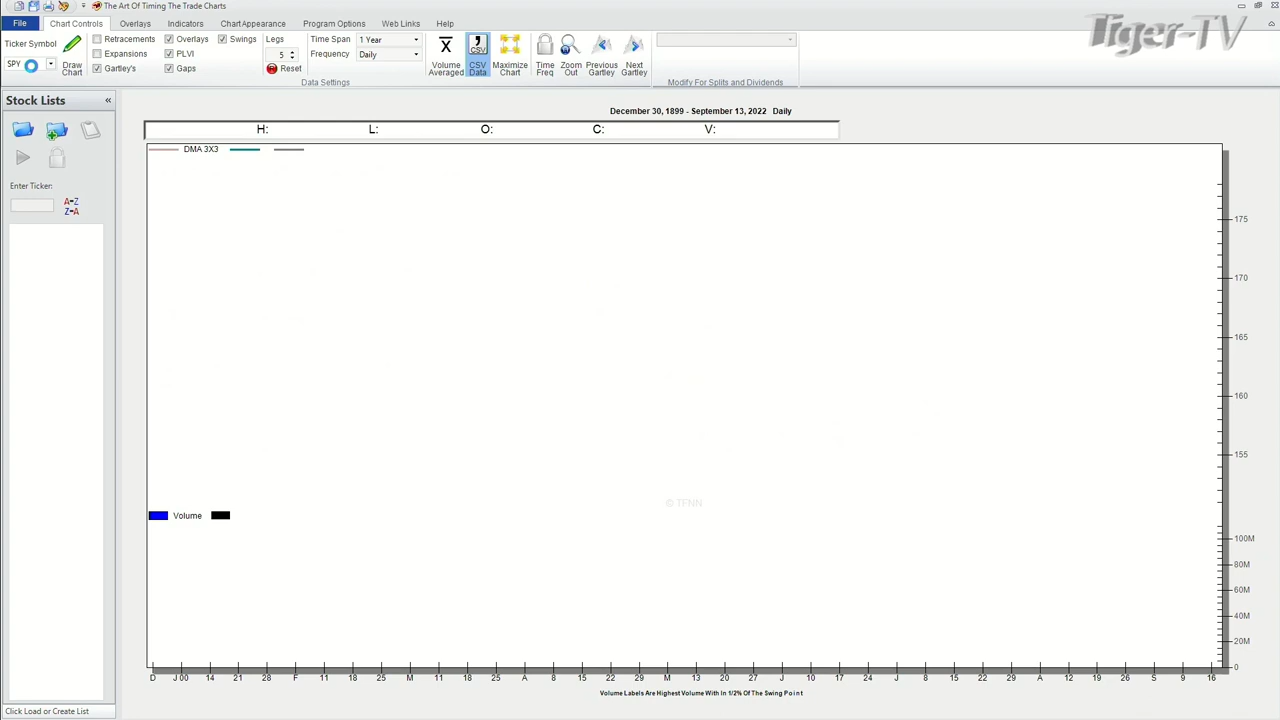 The Art Of Timing The Trade Charts
Tiger-TV
File Chart Controls Overlays Indicators Chart Appearance Program Options Web Links Help
Ticker Symbol
SPY
Draw Chart
Retracements Overlays Swings
Expansions PLVI
Gartley's Gaps
Legs
5
Reset
Time Span 1 Year
Frequency Daily
Data Settings
Volume Averaged
CSV
CSV Data
Maximize Chart
Time Freq
Zoom Out
Previous Gartley
Next Gartley
Modify For Splits and Dividends
Stock Lists «
Enter Ticker:
A-Z
Z-A
Click Load or Create List
December 30, 1899 - September 13, 2022 Daily
H: L: O: C: V:
DMA 3X3
175
170
165
160
155
© TFNN
Volume
100M
80M
60M
40M
20M
0
D J 00 14 21 28 F 11 18 25 M 11 18 25 A 8 15 22 29 M 13 20 27 J 10 17 24 J 8 15 22 29 A 12 19 26 S 9 16
Volume Labels Are Highest Volume With In 1/2% Of The Swing Point